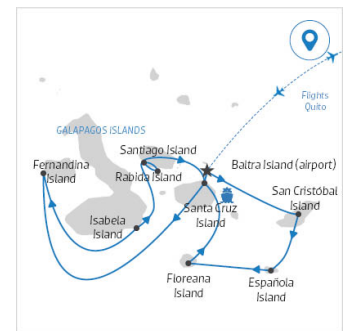 Flights
Quito
GALAPAGOS ISLANDS
Santiago Island
Baltra Island (airport)
Fernandina
Island
Rabida Island
San Cristóbal
Island
Santa Cruz
Island
Isabela
Island
Floreana
Island
Española
Island